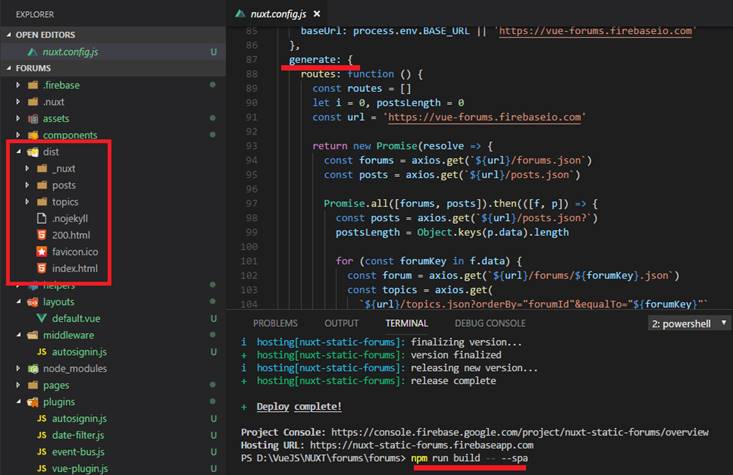 EXPLORER
OPEN EDITORS
nuxt.config.js U
FORUMS
.firebase
.nuxt
assets
components
dist
_nuxt
posts
topics
.nojekyll
200.html
favicon.ico
index.html
helpers
layouts
default.vue U
middleware
autosignin.js U
node_modules
pages
plugins
autosignin.js U
date-filter.js U
event-bus.js U
vue-plugin.js U
nuxt.config.js ×
85 baseUrl: process.env.BASE_URL || 'https://vue-forums.firebaseio.com'
86 },
87 generate: {
88 routes: function () {
89 const routes = []
90 let i = 0, postsLength = 0
91 const url = 'https://vue-forums.firebaseio.com'
92
93 return new Promise(resolve => {
94 const forums = axios.get(`${url}/forums.json`)
95 const posts = axios.get(`${url}/posts.json`)
96
97 Promise.all([forums, posts]).then(([f, p]) => {
98 const posts = axios.get(`${url}/posts.json?`)
99 postsLength = Object.keys(p.data).length
100
101 for (const forumKey in f.data) {
102 const forum = axios.get(`${url}/forums/${forumKey}.json`)
103 const topics = axios.get(
104 `${url}/topics.json?orderBy="forumId"&equalTo="${forumKey}"`
PROBLEMS OUTPUT TERMINAL DEBUG CONSOLE 2: powershell
i hosting[nuxt-static-forums]: finalizing version...
+ hosting[nuxt-static-forums]: version finalized
i hosting[nuxt-static-forums]: releasing new version...
+ hosting[nuxt-static-forums]: release complete
+ Deploy complete!
Project Console: https://console.firebase.google.com/project/nuxt-static-forums/overview
Hosting URL: https://nuxt-static-forums.firebaseapp.com
PS D:\VueJS\NUXT\forums\forums> npm run build -- --spa